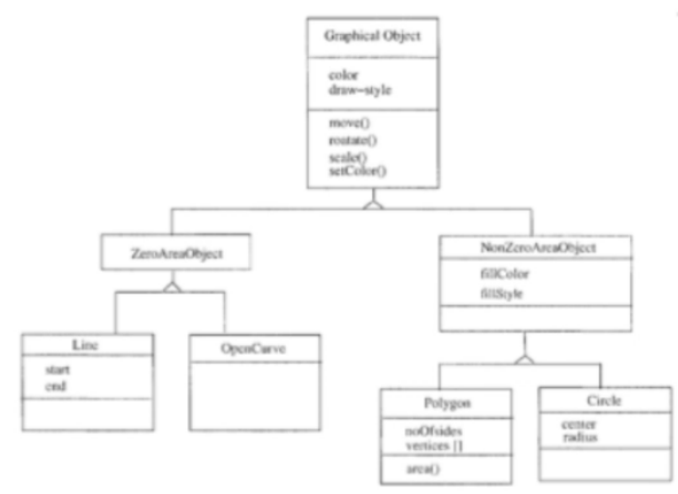 Graphical Object
color
draw-style
move()
roatate()
scale()
setColor()
ZeroAreaObject
NonZeroAreaObject
fillColor
fillStyle
Line
start
end
OpenCurve
Polygon
noOfsides
vertices []
area()
Circle
center
radius